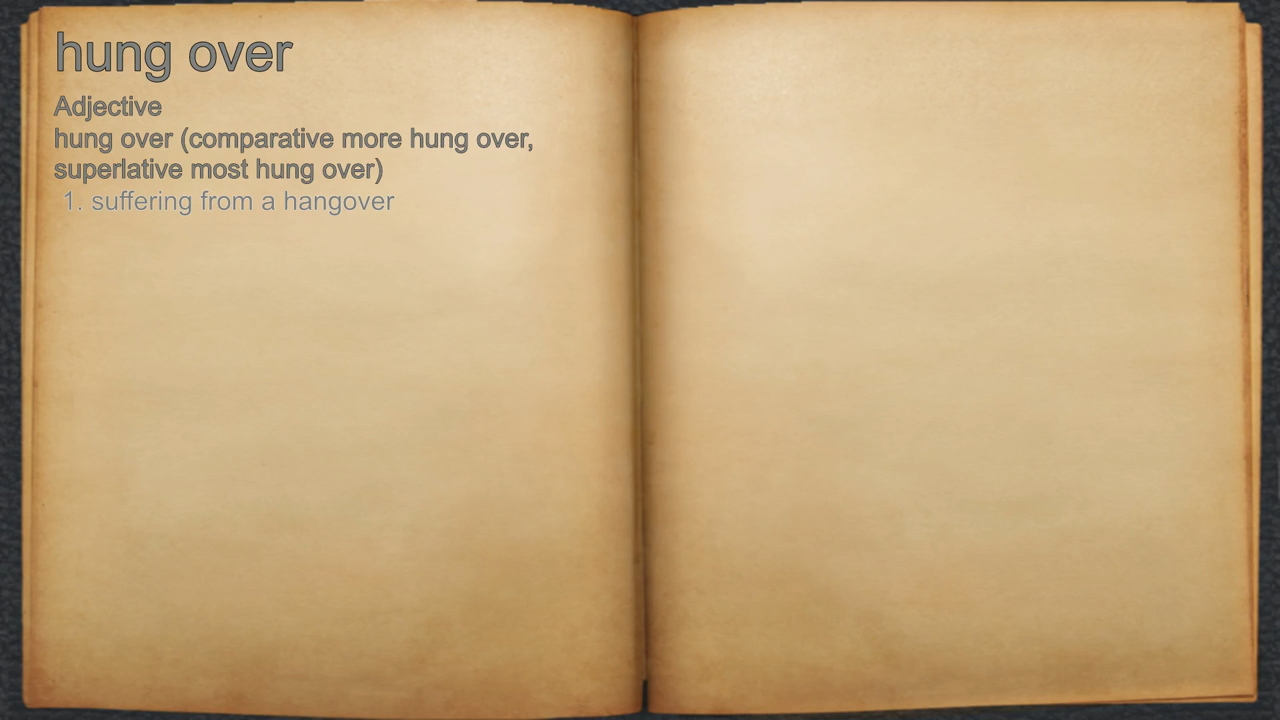 hung over
Adjective
hung over (comparative more hung over,
superlative most hung over)
1. suffering from a hangover